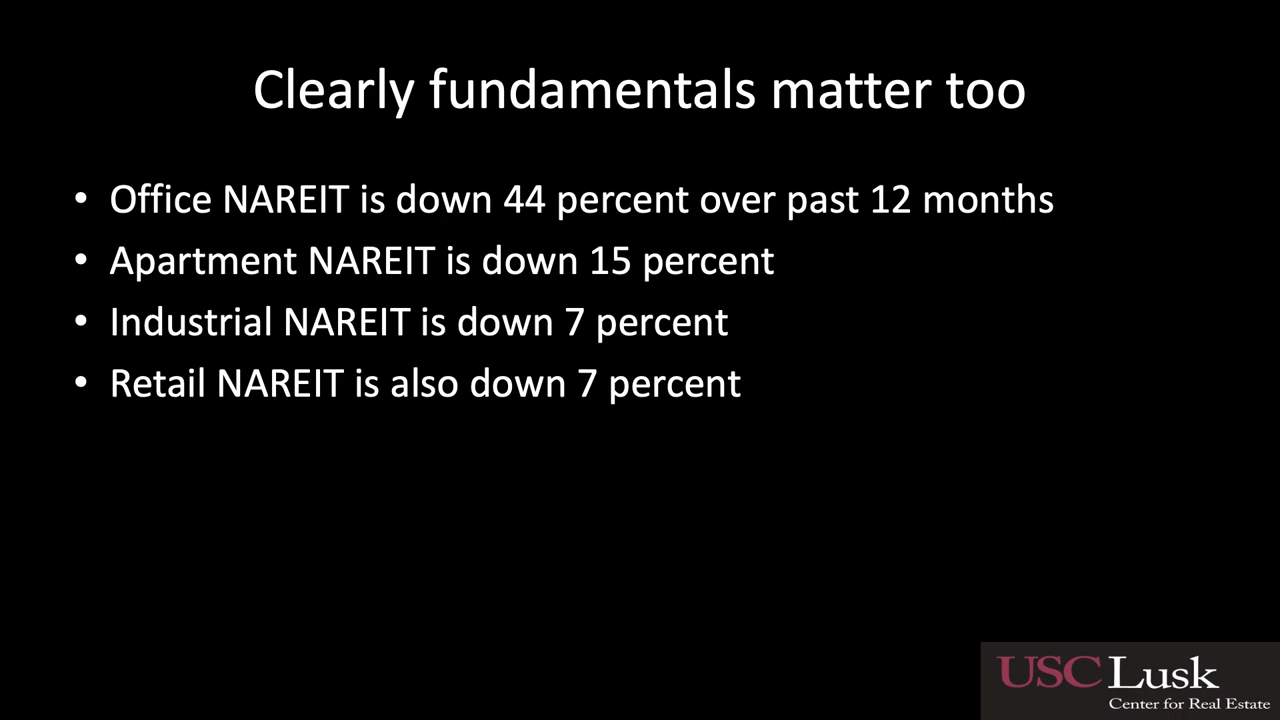 Clearly fundamentals matter too
• Office NAREIT is down 44 percent over past 12 months
• Apartment NAREIT is down 15 percent
• Industrial NAREIT is down 7 percent
• Retail NAREIT is also down 7 percent
USC Lusk
Center for Real Estate